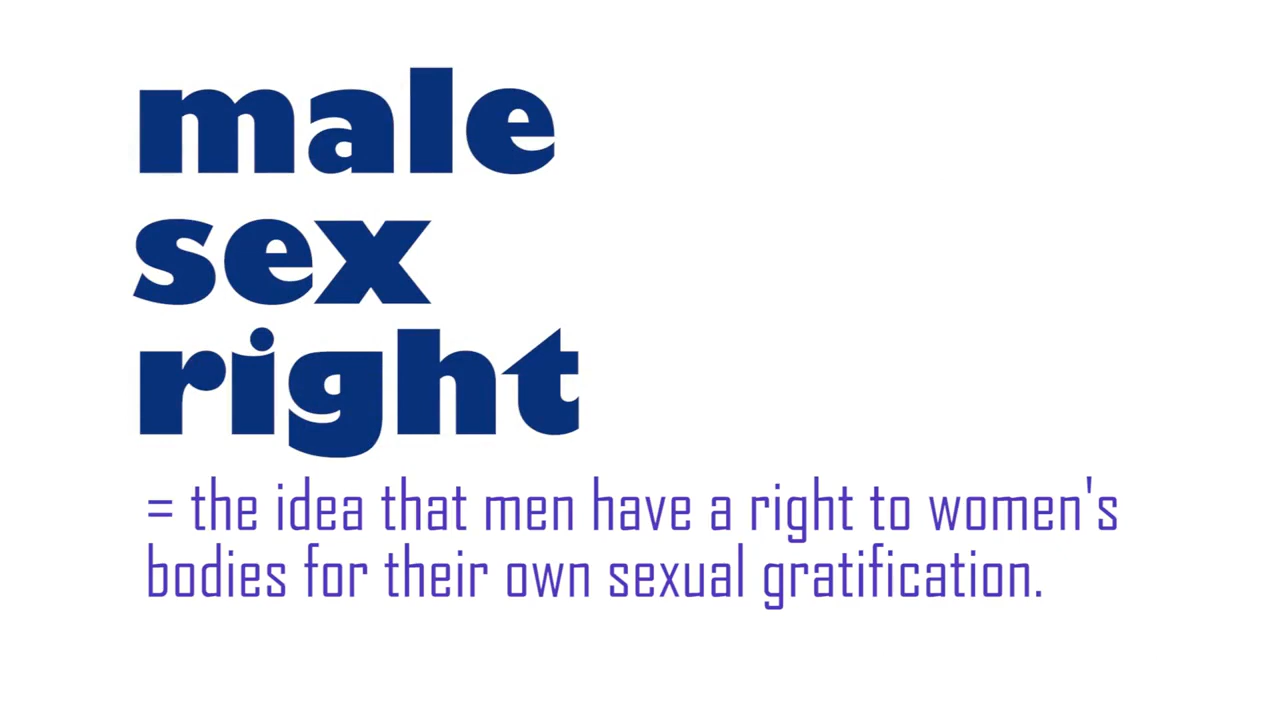 male
sex
right
= the idea that men have a right to women's
bodies for their own sexual gratification.